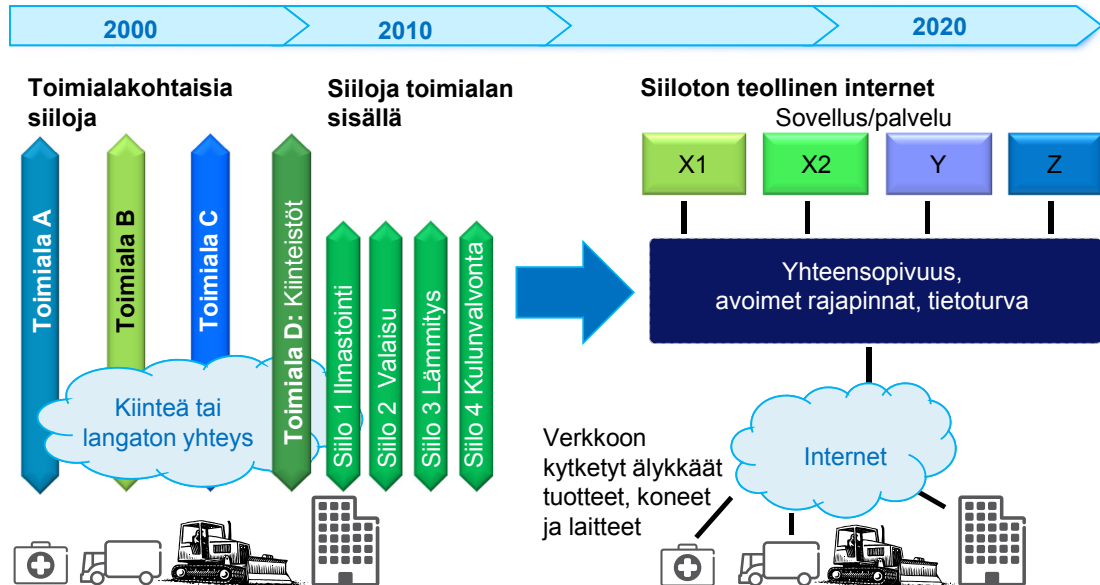 2000
2010
2020
Toimialakohtaisia
siiloja
Siiloja toimialan
sisällä
Siiloton teollinen internet
Sovellus/palvelu
Toimiala A
Toimiala B
Toimiala C
Toimiala D: Kiinteistöt
Siilo 1 Ilmastointi
Siilo 2 Valaisu
Siilo 3 Lämmitys
Siilo 4 Kulunvalvonta
Kiinteä tai
langaton yhteys
X1
X2
Y
Z
Yhteensopivuus,
avoimet rajapinnat, tietoturva
Verkkoon
kytketyt älykkäät
tuotteet, koneet
ja laitteet
Internet